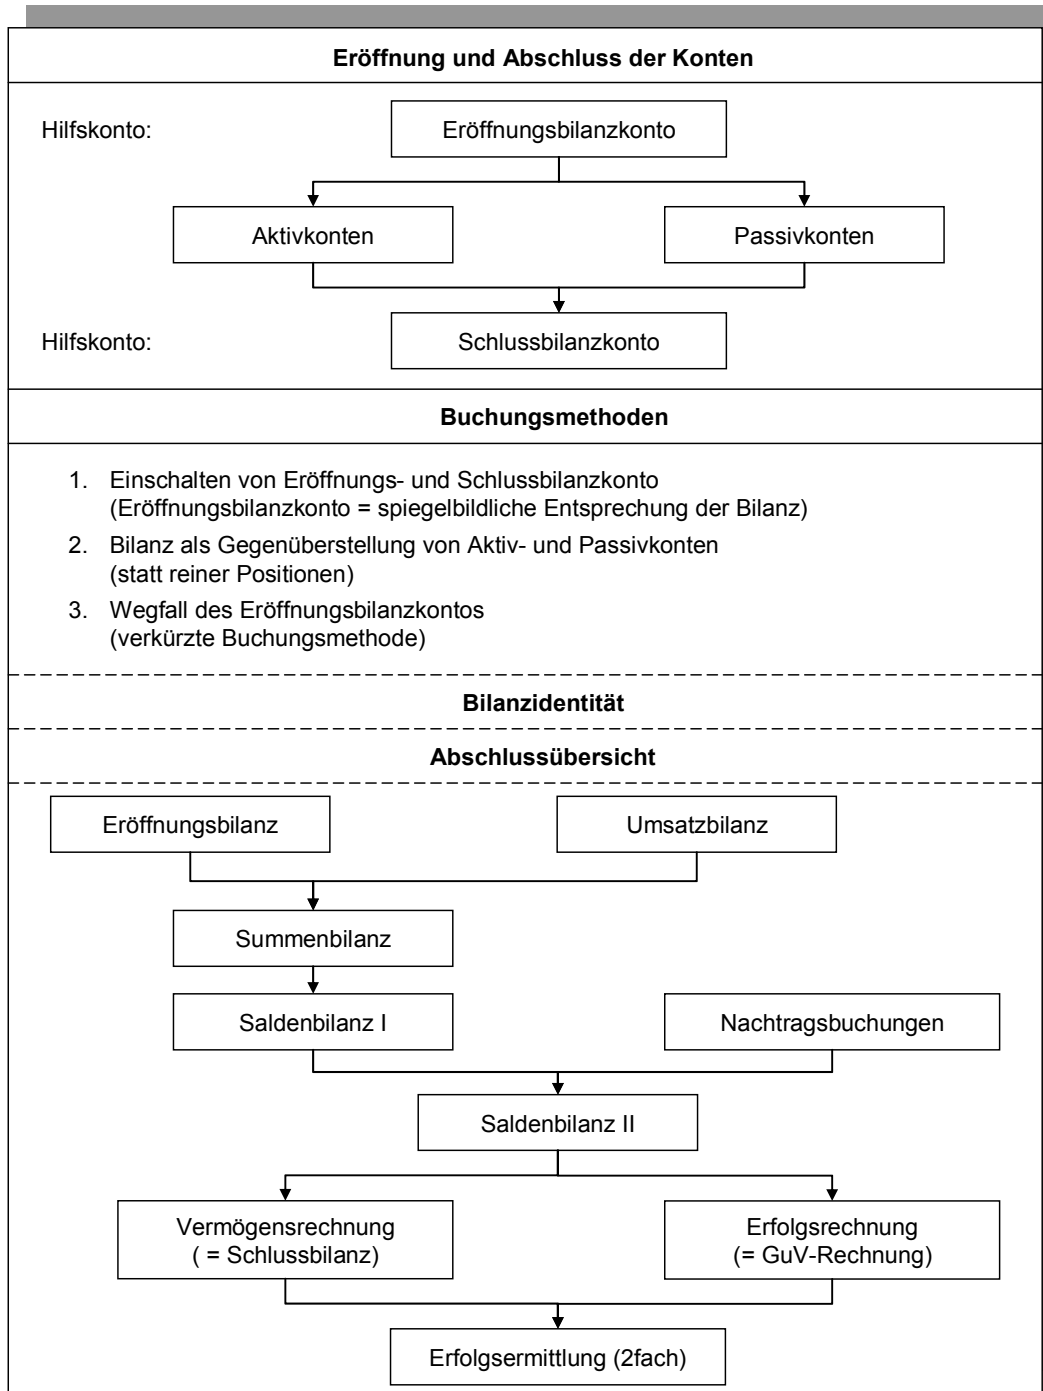 Eröffnung und Abschluss der Konten
Hilfskonto:
Eröffnungsbilanzkonto
Aktivkonten
Passivkonten
Hilfskonto:
Schlussbilanzkonto
Buchungsmethoden
1. Einschalten von Eröffnungs- und Schlussbilanzkonto
(Eröffnungsbilanzkonto = spiegelbildliche Entsprechung der Bilanz)
2. Bilanz als Gegenüberstellung von Aktiv- und Passivkonten
(statt reiner Positionen)
3. Wegfall des Eröffnungsbilanzkontos
(verkürzte Buchungsmethode)
Bilanzidentität
Abschlussübersicht
Eröffnungsbilanz
Umsatzbilanz
Summenbilanz
Saldenbilanz I
Nachtragsbuchungen
Saldenbilanz II
Vermögensrechnung
( = Schlussbilanz)
Erfolgsrechnung
(= GuV-Rechnung)
Erfolgsermittlung (2fach)